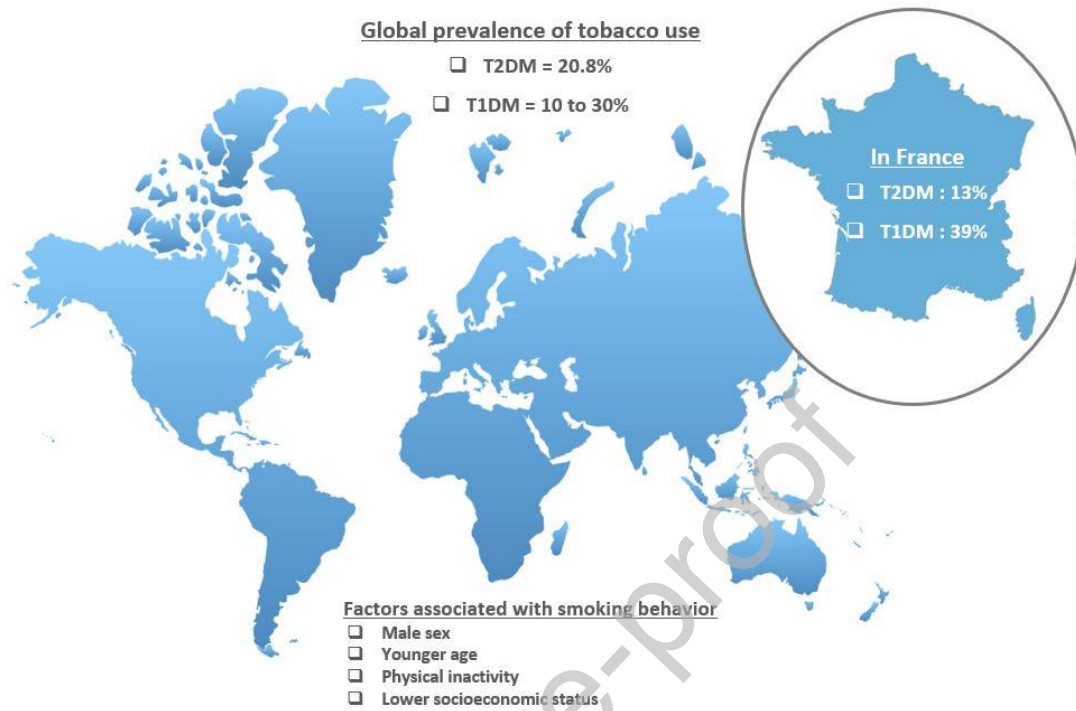 Global prevalence of tobacco use
❑ T2DM = 20.8%
❑ T1DM = 10 to 30%
In France
❑ T2DM : 13%
❑ T1DM : 39%
Factors associated with smoking behavior
❑ Male sex
❑ Younger age
❑ Physical inactivity
❑ Lower socioeconomic status
e-proof